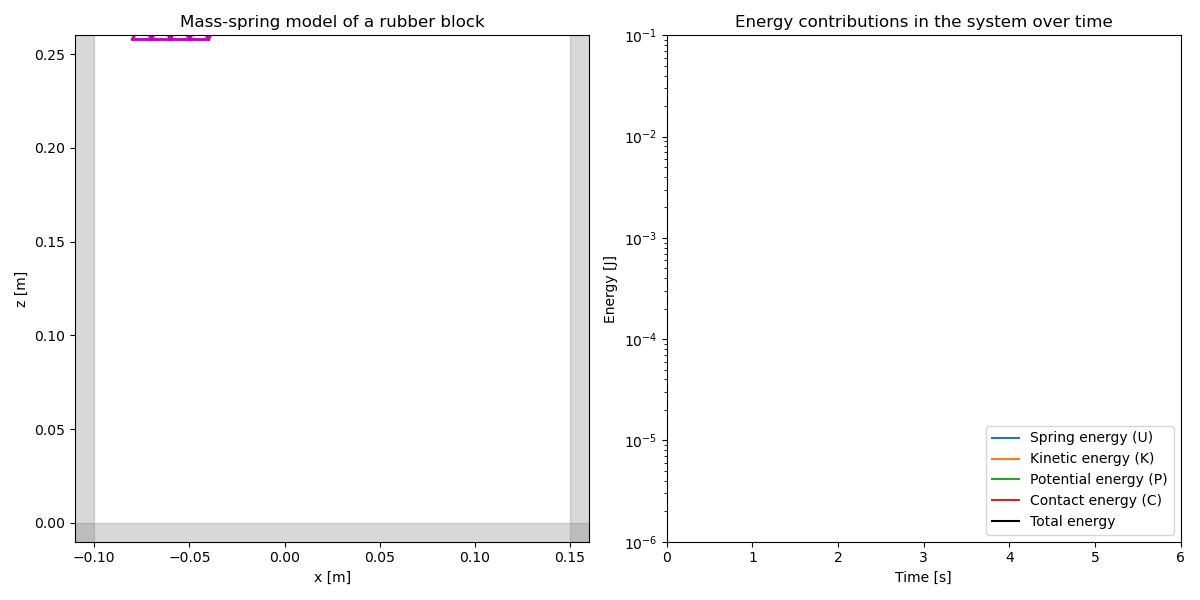 Mass-spring model of a rubber block
0.25
0.20
0.15
0.10
0.05
0.00
z [m]
−0.10 −0.05 0.00 0.05 0.10 0.15
x [m]
Energy contributions in the system over time
10⁻¹
10⁻²
10⁻³
10⁻⁴
10⁻⁵
10⁻⁶
Energy [J]
Spring energy (U)
Kinetic energy (K)
Potential energy (P)
Contact energy (C)
Total energy
0 1 2 3 4 5 6
Time [s]